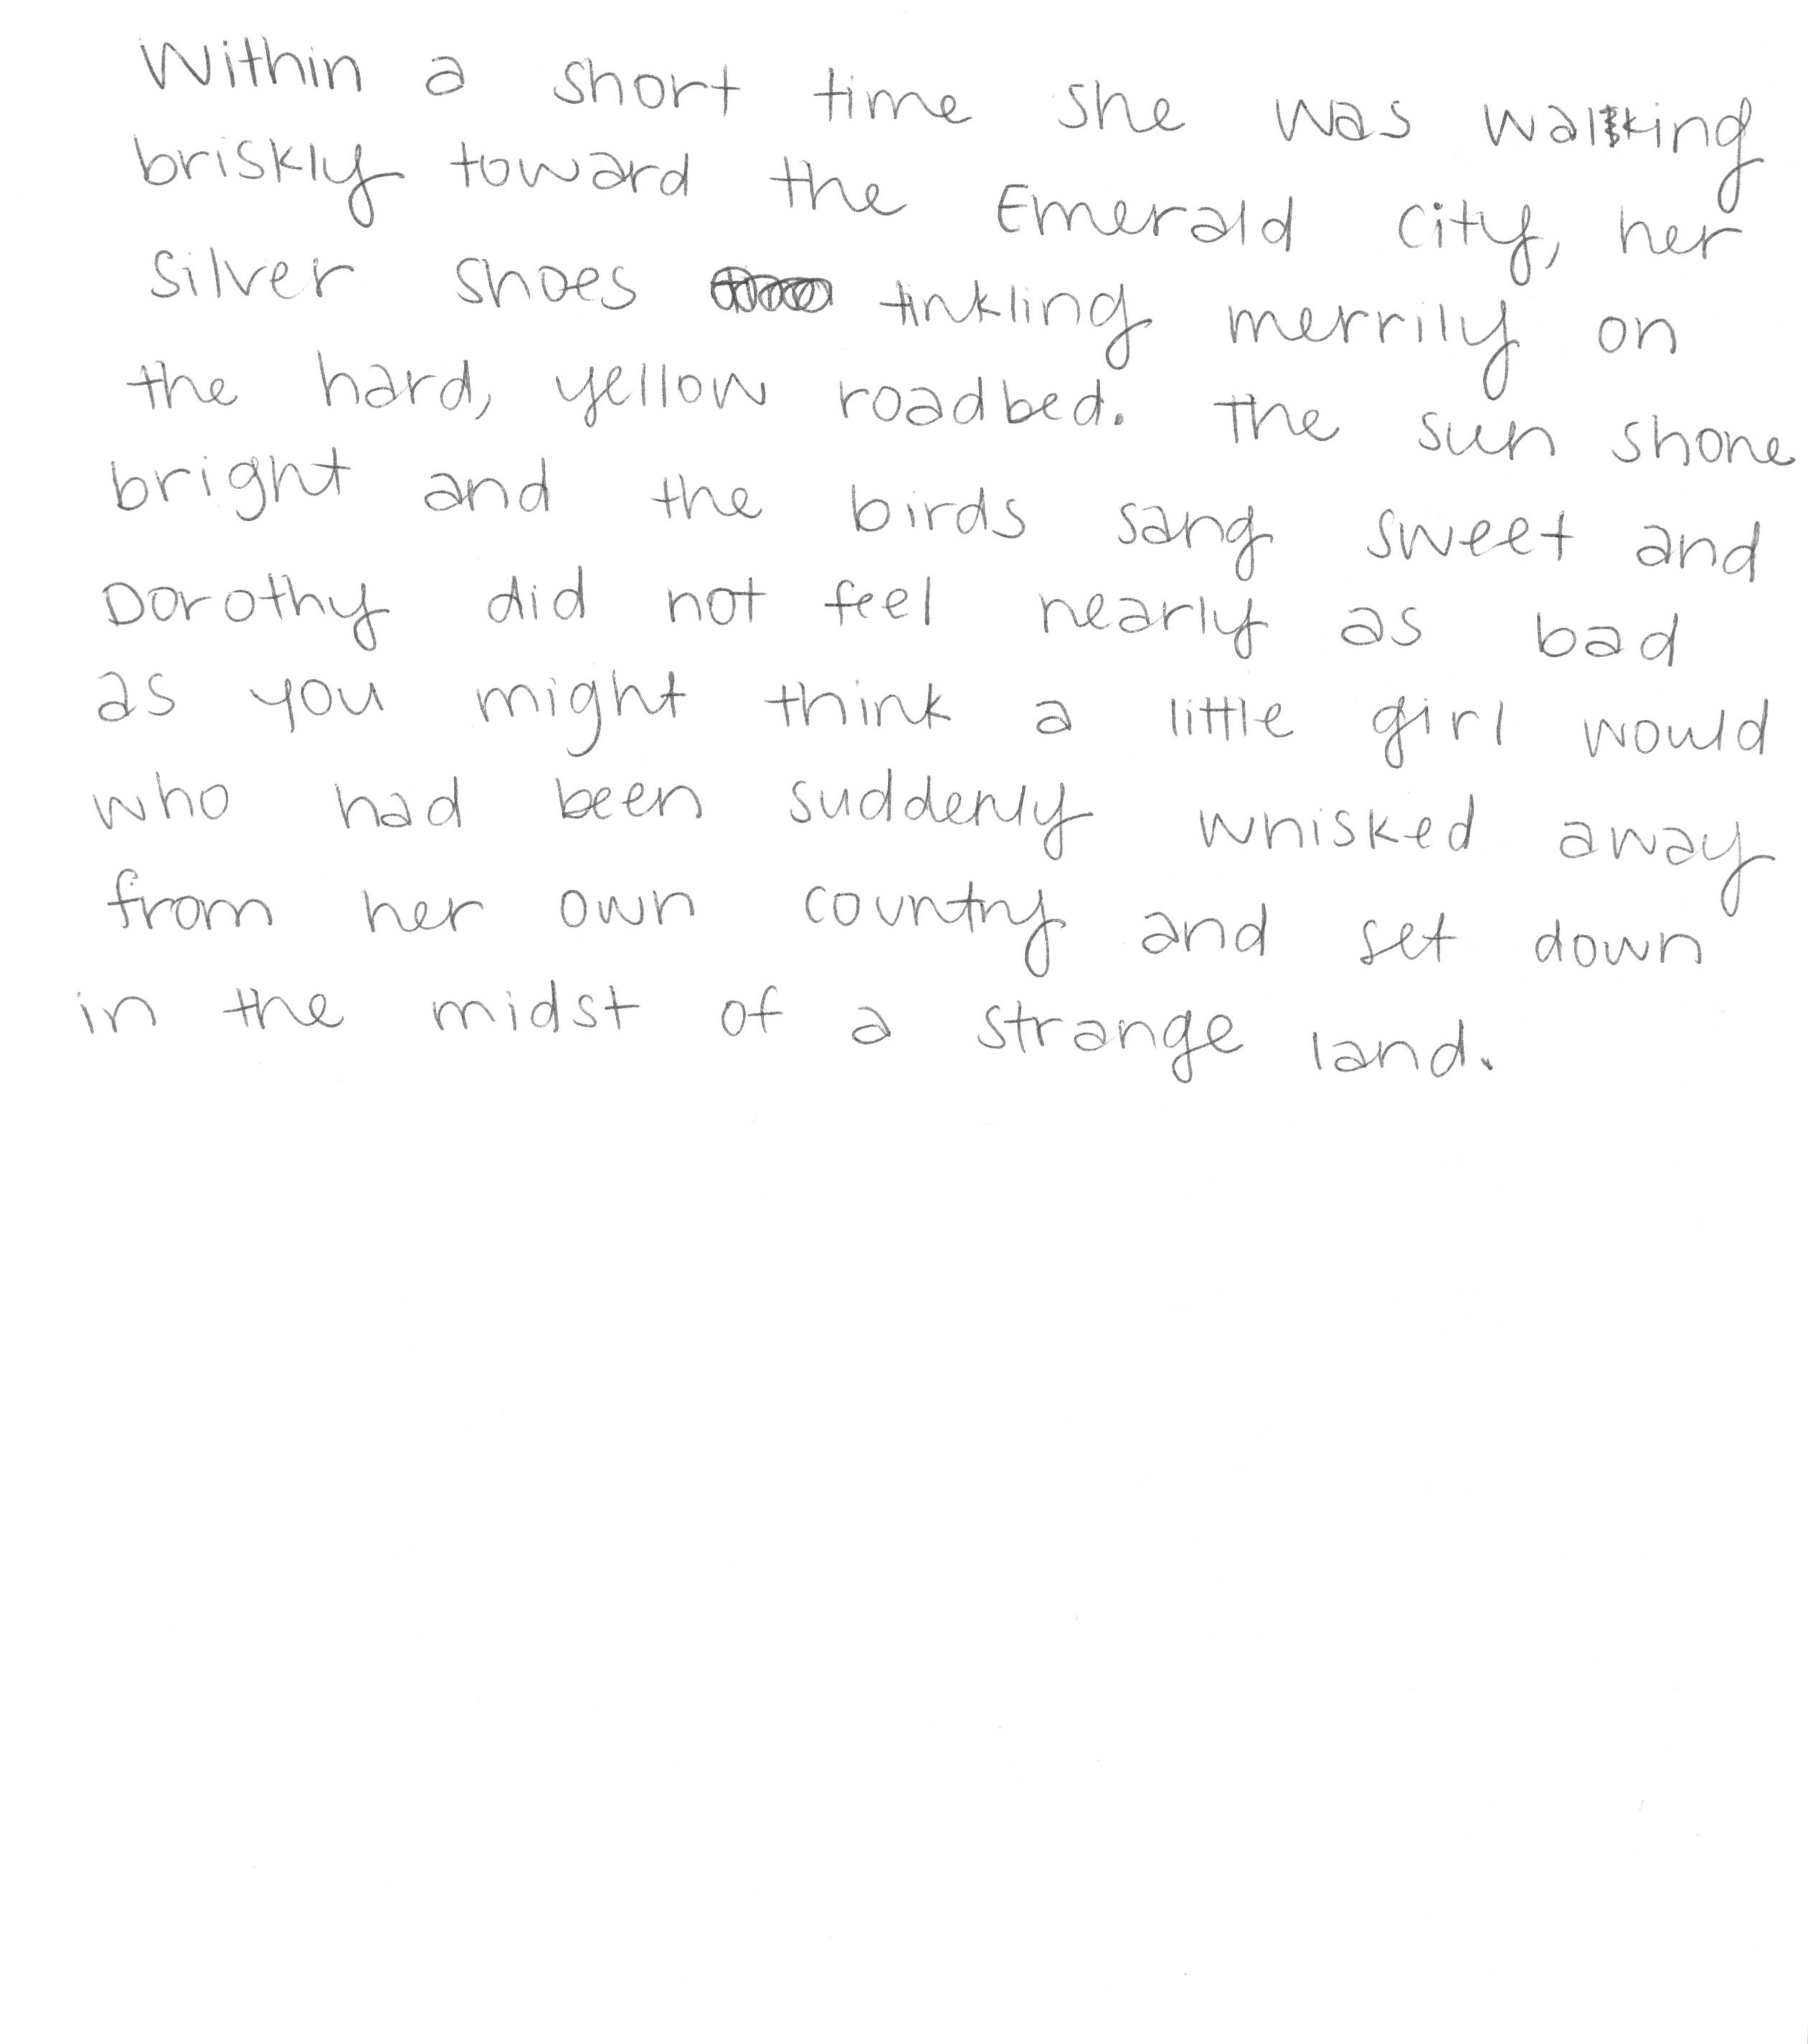 Within a short time she was walking
briskly toward the Emerald City, her
silver shoes tinkling merrily on
the hard, yellow roadbed. The sun shone
bright and the birds sang sweet and
Dorothy did not feel nearly as bad
as you might think a little girl would
who had been suddenly whisked away
from her own country and set down
in the midst of a strange land.